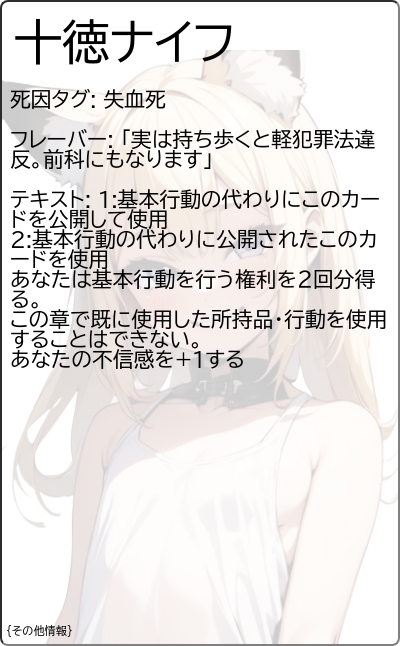 十徳ナイフ
死因タグ: 失血死
フレーバー: 「実は持ち歩くと軽犯罪法違
反。前科にもなります」
テキスト: 1:基本行動の代わりにこのカー
ドを公開して使用
2:基本行動の代わりに公開されたこのカ
ードを使用
あなたは基本行動を行う権利を2回分得
る。
この章で既に使用した所持品・行動を使用
することはできない。
あなたの不信感を+1する
{その他情報}